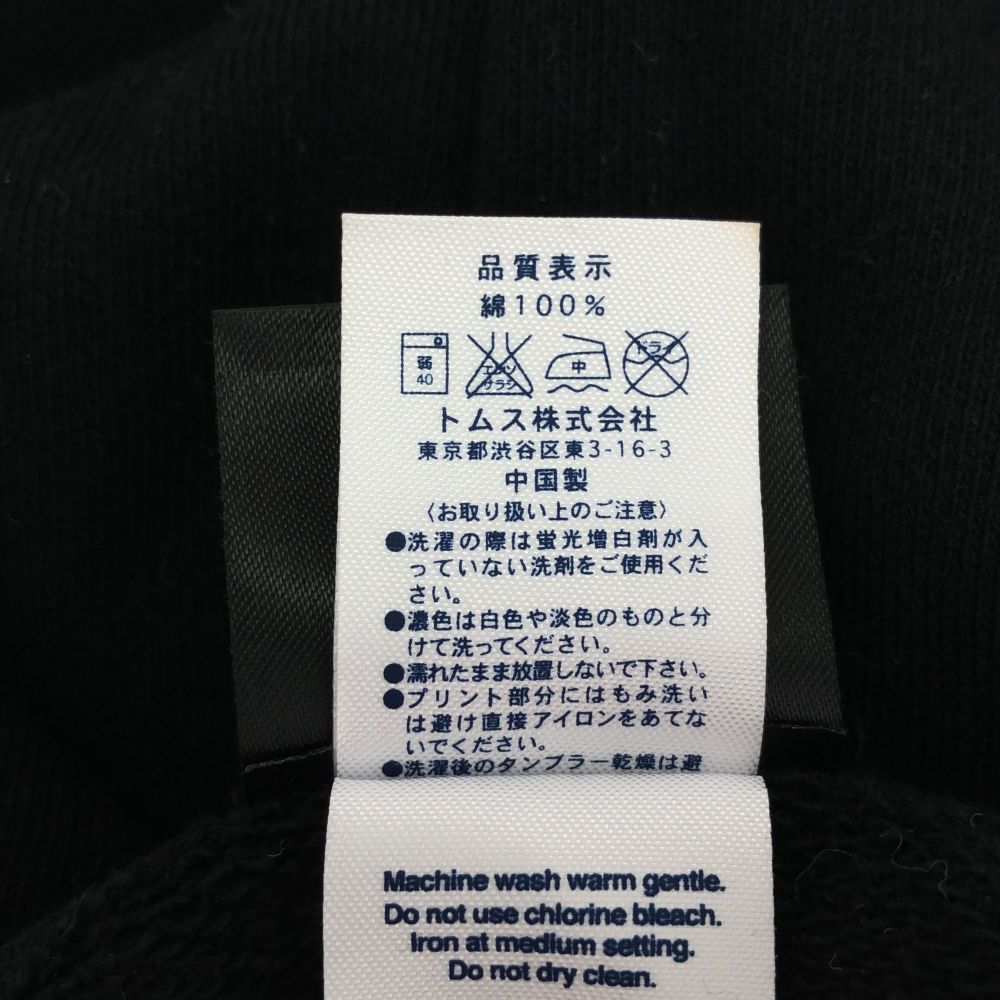 品質表示
綿100%
弱 エンソ 中 ドライ
40 サラシ
トムス株式会社
東京都渋谷区東3-16-3
中国製
〈お取り扱い上のご注意〉
●洗濯の際は蛍光増白剤が入
っていない洗剤をご使用くだ
さい。
●濃色は白色や淡色のものと分
けて洗ってください。
●濡れたまま放置しないで下さい。
●プリント部分にはもみ洗い
は避け直接アイロンをあてな
いでください。
●洗濯後のタンブラー乾燥は避
Machine wash warm gentle.
Do not use chlorine bleach.
Iron at medium setting.
Do not dry clean.